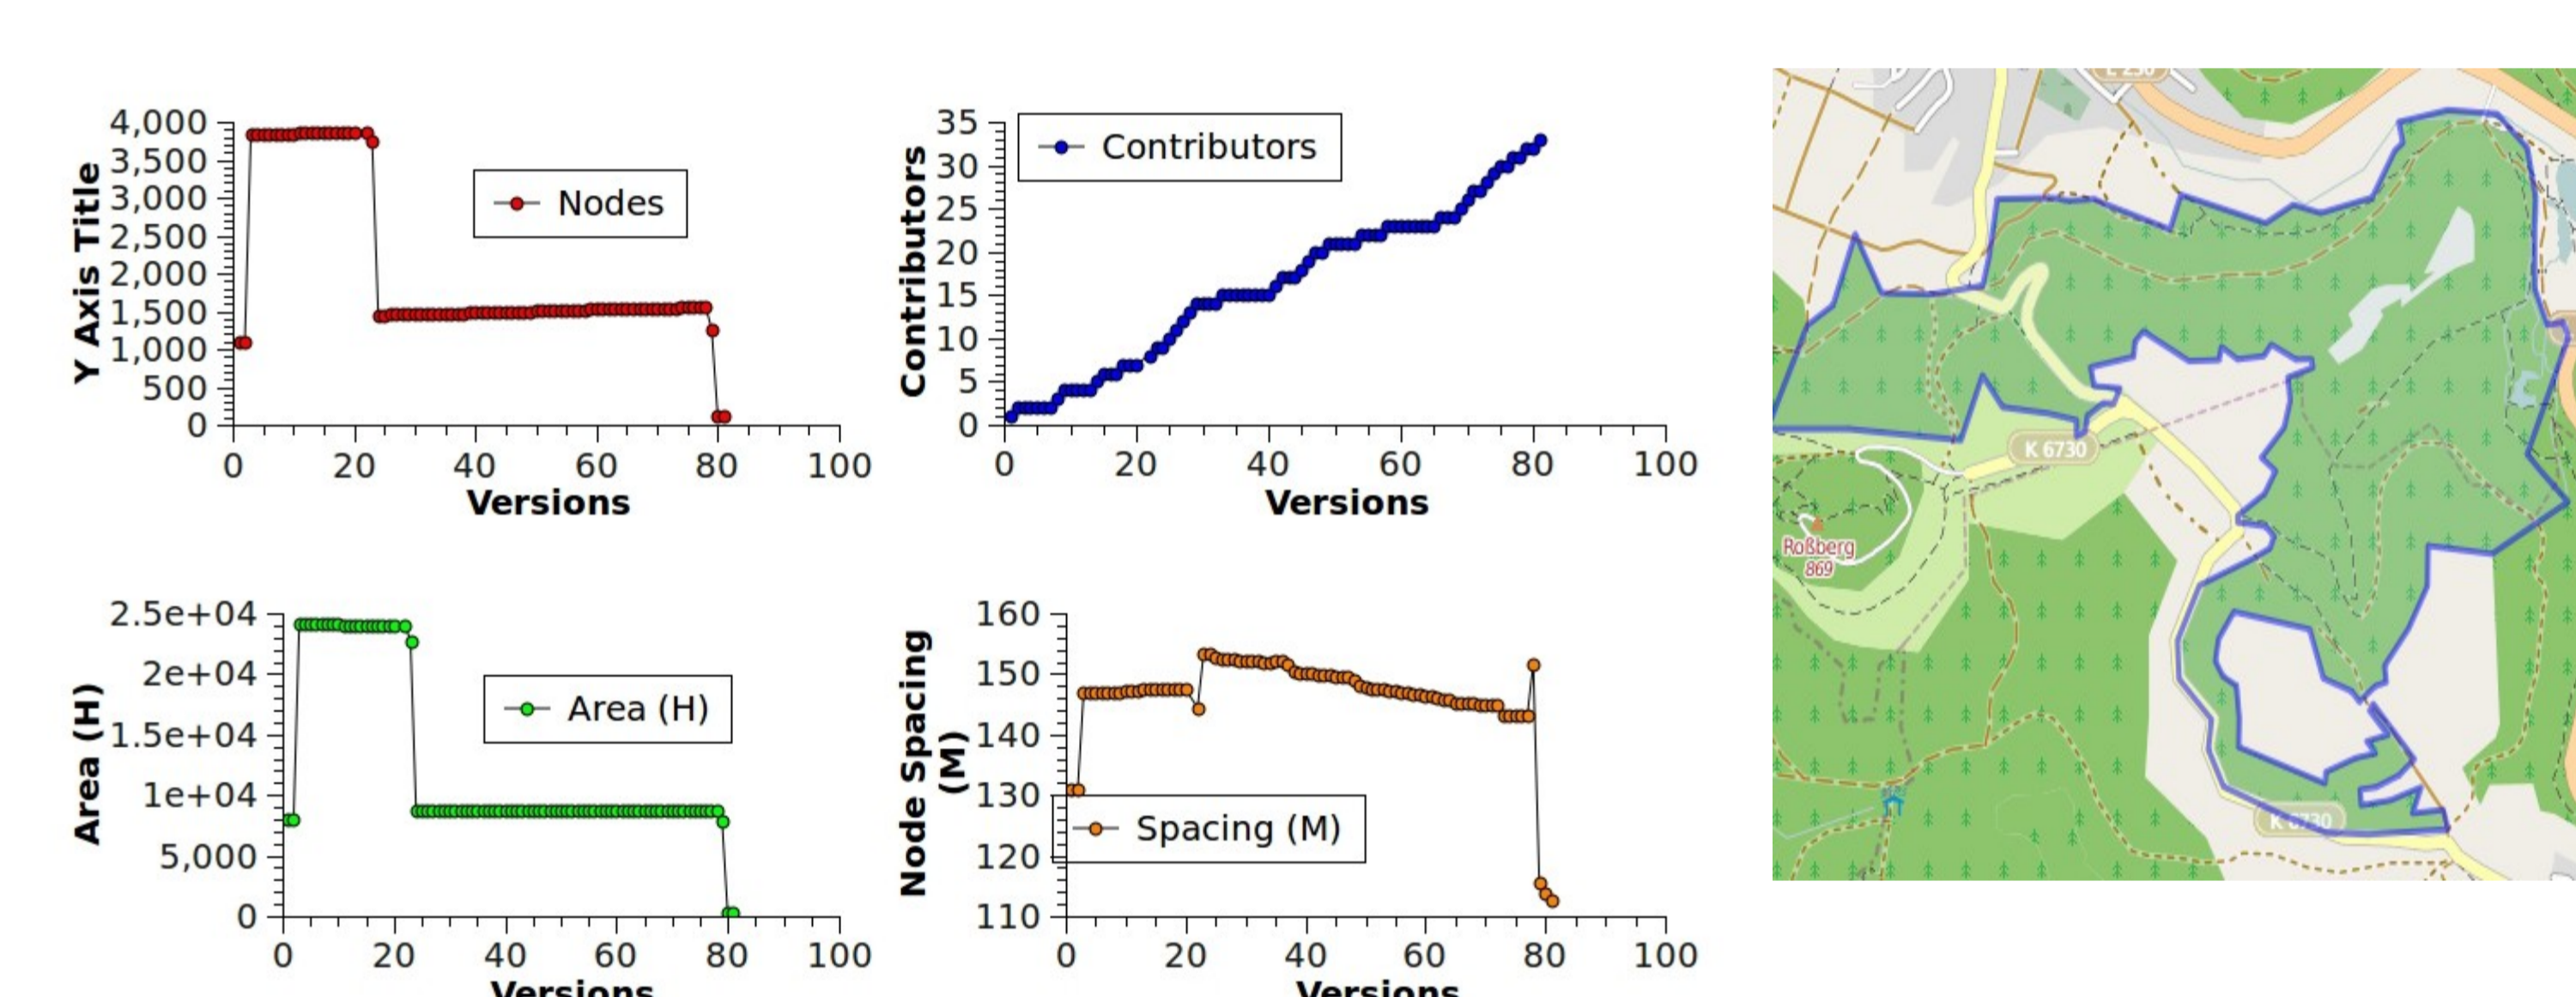 4,000
3,500
3,000
2,500
2,000
1,500
1,000
500
0
Y Axis Title
Nodes
0 20 40 60 80 100
Versions
35
30
25
20
15
10
5
0
Contributors
Contributors
0 20 40 60 80 100
Versions
2.5e+04
2e+04
1.5e+04
1e+04
5,000
0
Area (H)
Area (H)
0 20 40 60 80 100
Versions
160
150
140
130
120
110
Node Spacing
(M)
Spacing (M)
0 20 40 60 80 100
Versions
L 230
K 6730
Roßberg
869
K 6730